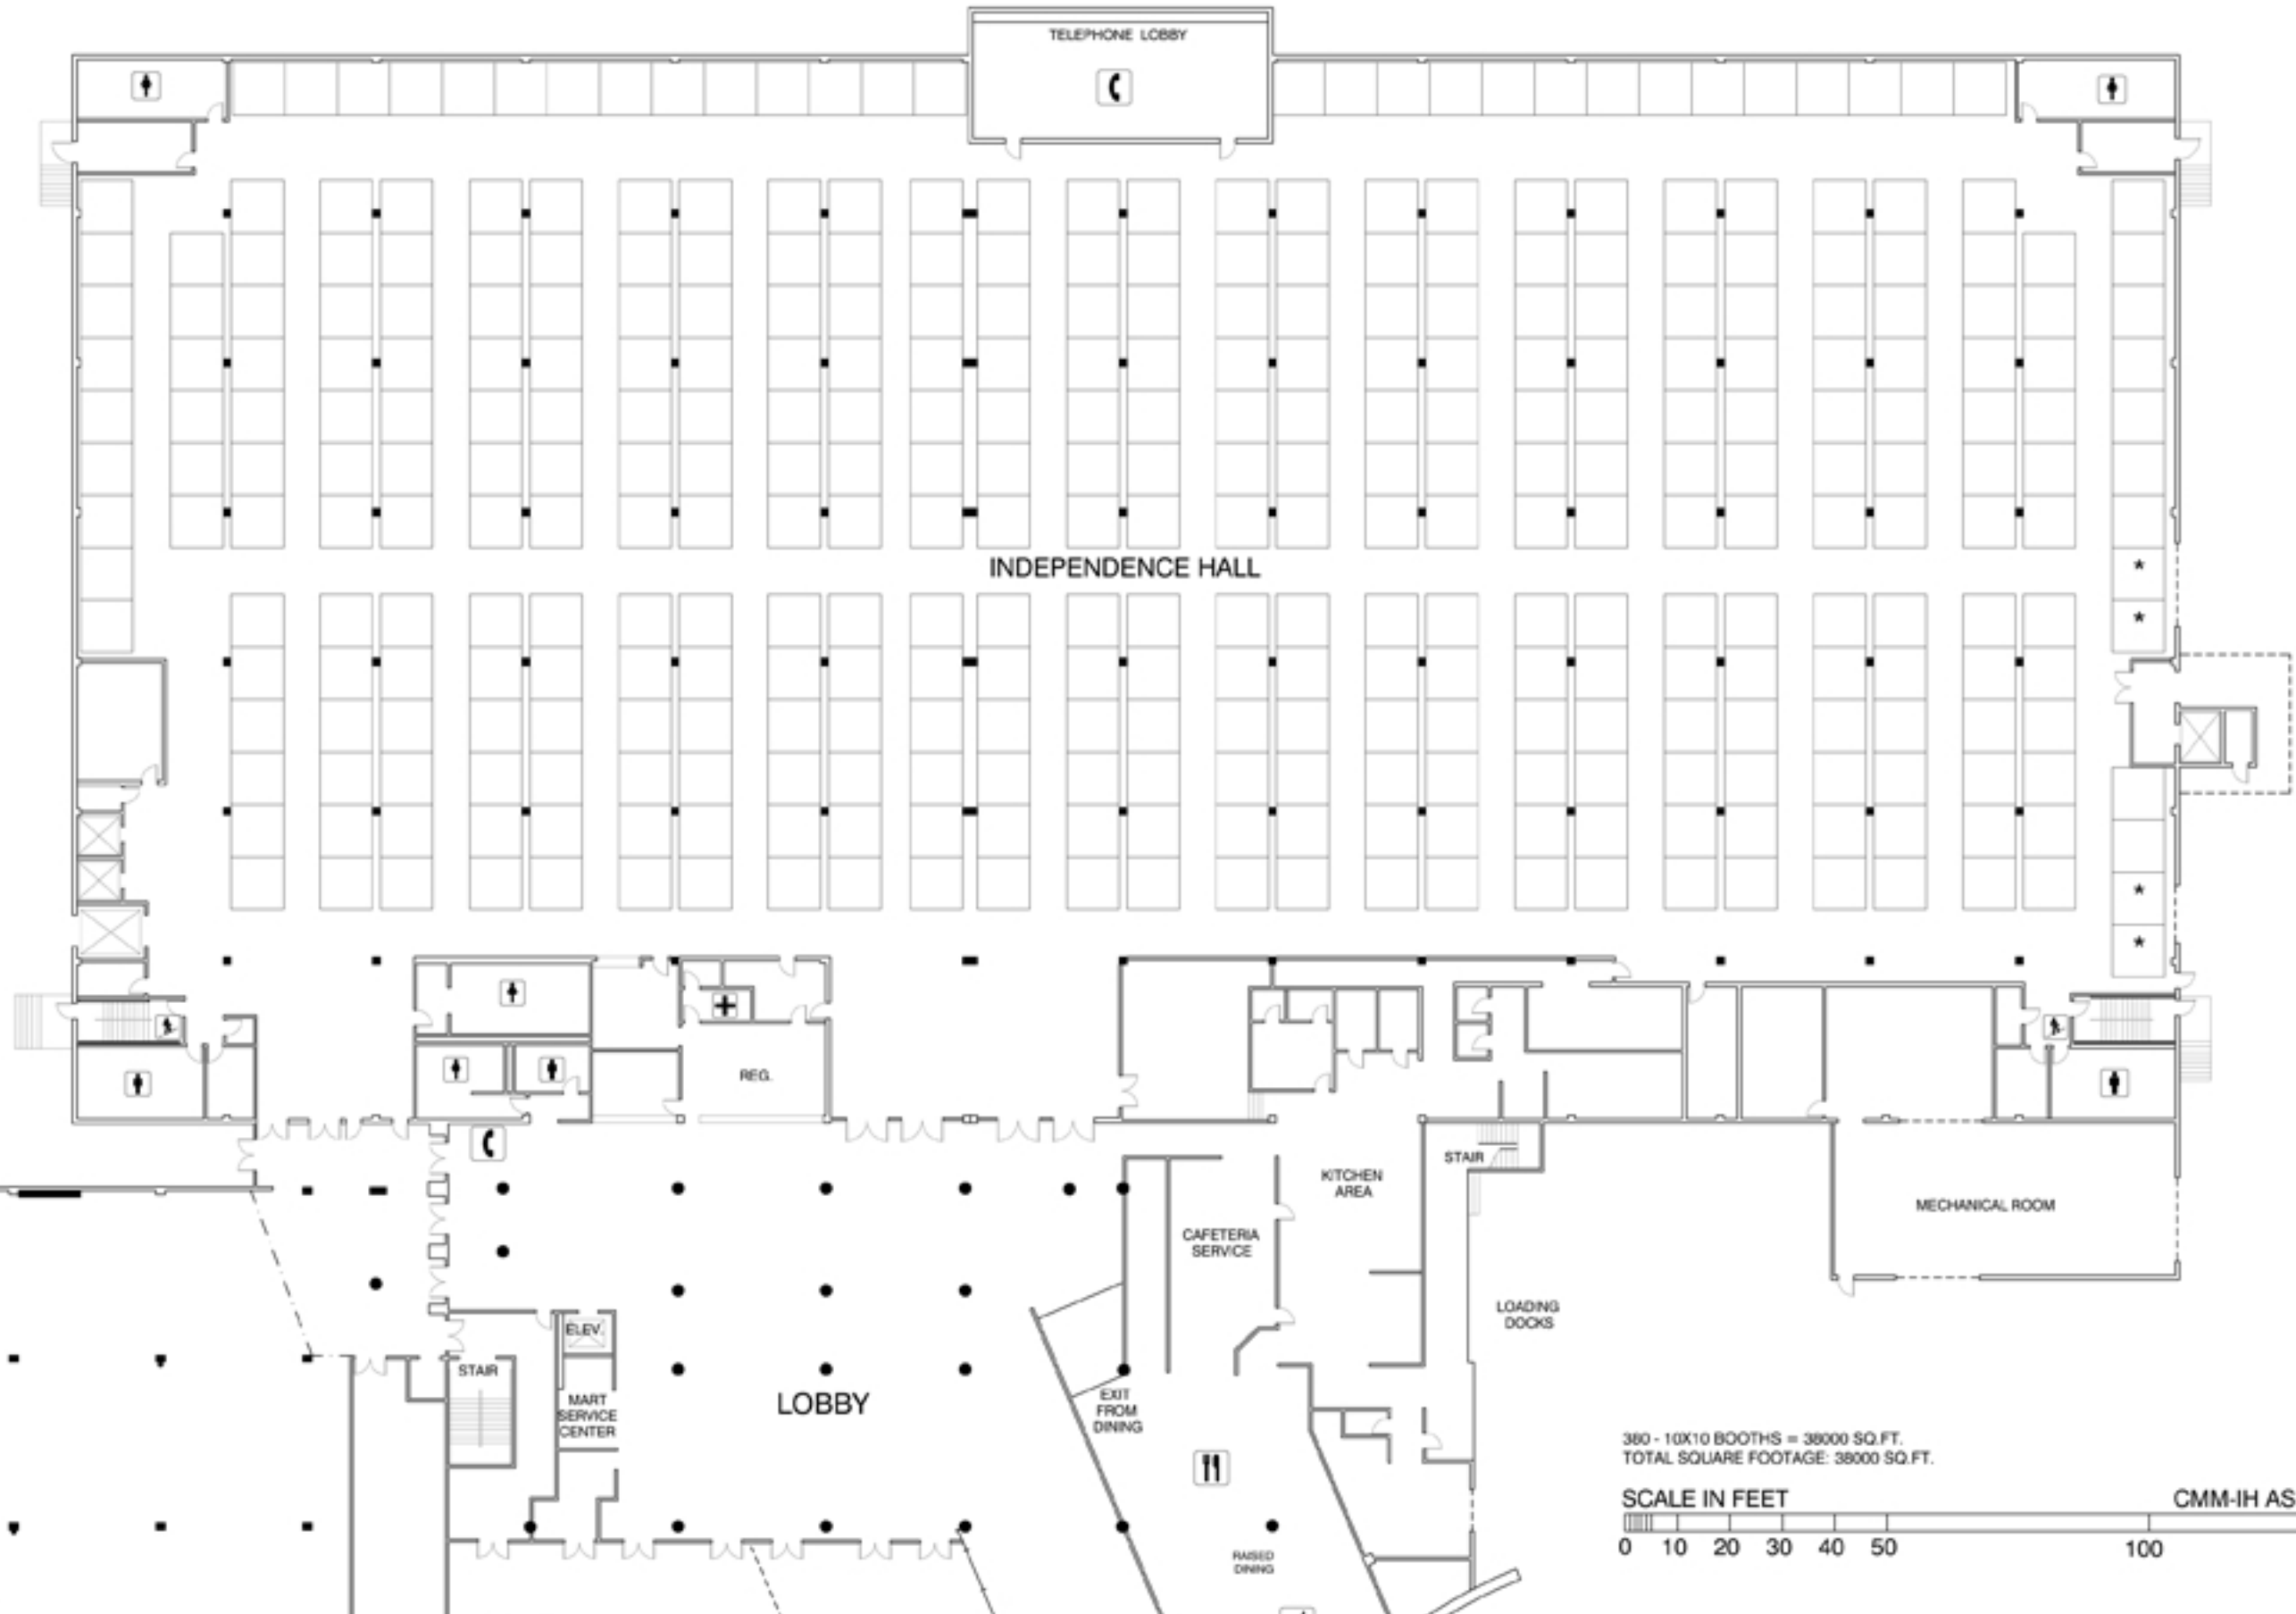 TELEPHONE LOBBY
INDEPENDENCE HALL
*
*
*
*
REG.
STAIR
KITCHEN
AREA
MECHANICAL ROOM
CAFETERIA
SERVICE
LOADING
DOCKS
ELEV.
STAIR
MART
SERVICE
CENTER
LOBBY
EXIT
FROM
DINING
RAISED
DINING
380 - 10X10 BOOTHS = 38000 SQ.FT.
TOTAL SQUARE FOOTAGE: 38000 SQ.FT.
SCALE IN FEET
CMM-IH AS
0 10 20 30 40 50 100